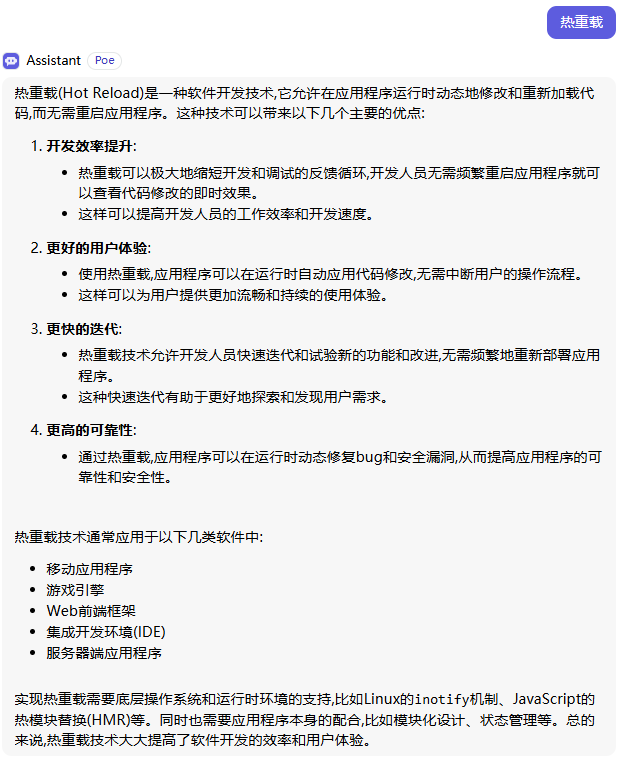 热重载
Assistant Poe
热重载(Hot Reload)是一种软件开发技术,它允许在应用程序运行时动态地修改和重新加载代
码,而无需重启应用程序。这种技术可以带来以下几个主要的优点:
1. 开发效率提升:
• 热重载可以极大地缩短开发和调试的反馈循环,开发人员无需频繁重启应用程序就可
以查看代码修改的即时效果。
• 这样可以提高开发人员的工作效率和开发速度。
2. 更好的用户体验:
• 使用热重载,应用程序可以在运行时自动应用代码修改,无需中断用户的操作流程。
• 这样可以为用户提供更加流畅和持续的使用体验。
3. 更快的迭代:
• 热重载技术允许开发人员快速迭代和试验新的功能和改进,无需频繁地重新部署应用
程序。
• 这种快速迭代有助于更好地探索和发现用户需求。
4. 更高的可靠性:
• 通过热重载,应用程序可以在运行时动态修复bug和安全漏洞,从而提高应用程序的可
靠性和安全性。
热重载技术通常应用于以下几类软件中:
• 移动应用程序
• 游戏引擎
• Web前端框架
• 集成开发环境(IDE)
• 服务器端应用程序
实现热重载需要底层操作系统和运行时环境的支持,比如Linux的inotify机制、JavaScript的
热模块替换(HMR)等。同时也需要应用程序本身的配合,比如模块化设计、状态管理等。总的
来说,热重载技术大大提高了软件开发的效率和用户体验。